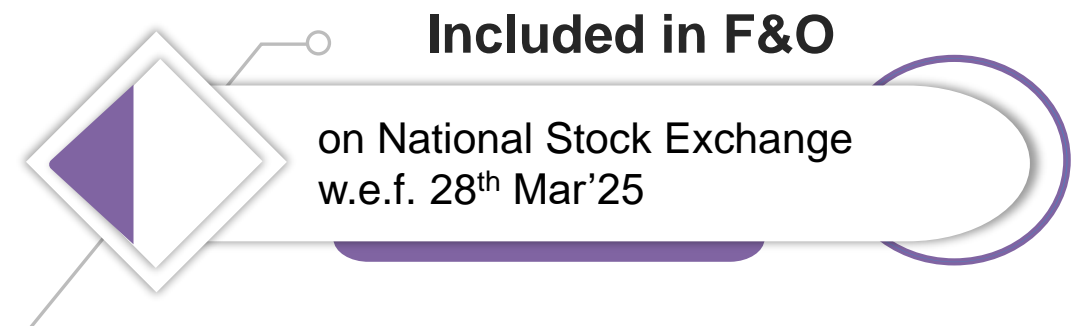 Included in F&O
on National Stock Exchange
w.e.f. 28th Mar’25